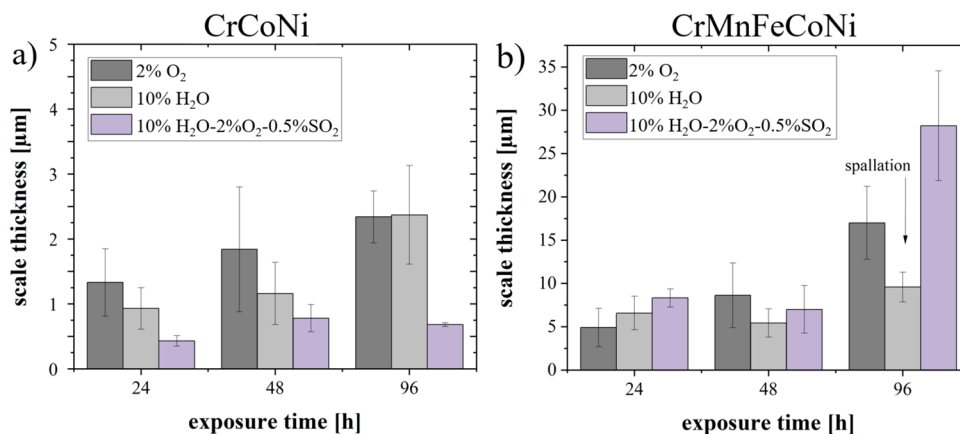 CrCoNi
a)
5
4
3
2
1
0
scale thickness [µm]
2% O₂
10% H₂O
10% H₂O-2%O₂-0.5%SO₂
24
48
96
exposure time [h]
CrMnFeCoNi
b)
35
30
25
20
15
10
5
0
scale thickness [µm]
2% O₂
10% H₂O
10% H₂O-2%O₂-0.5%SO₂
spallation
24
48
96
exposure time [h]